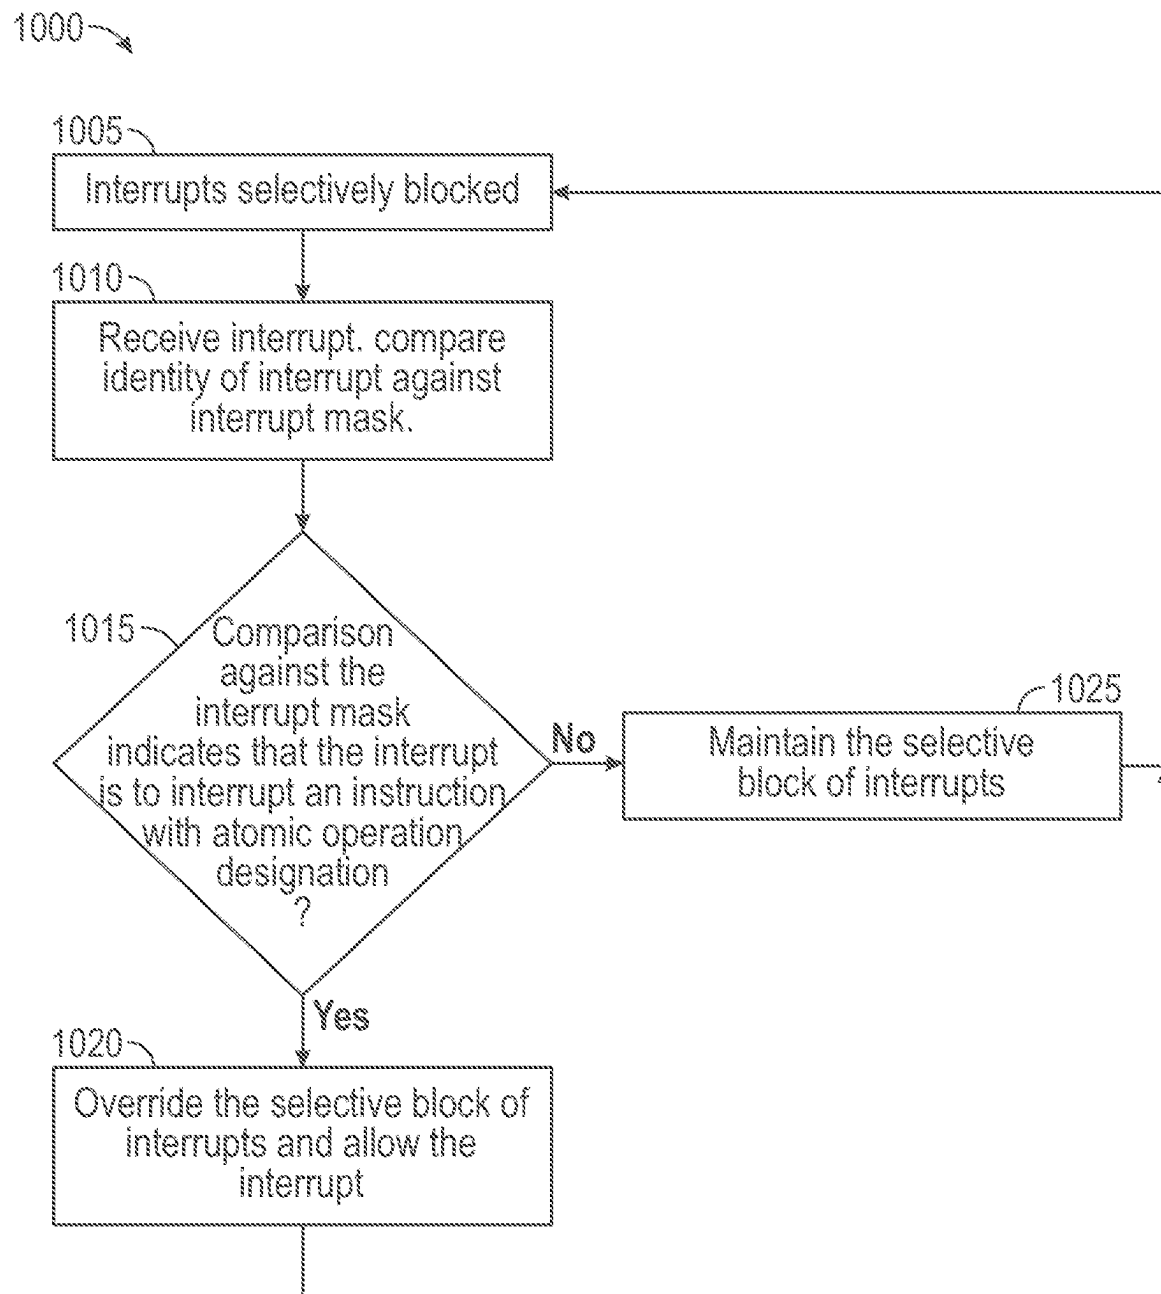 1000
1005
Interrupts selectively blocked
1010
Receive interrupt. compare
identity of interrupt against
interrupt mask.
1015
Comparison
against the
interrupt mask
indicates that the interrupt
is to interrupt an instruction
with atomic operation
designation
?
No
1025
Maintain the selective
block of interrupts
Yes
1020
Override the selective block of
interrupts and allow the
interrupt